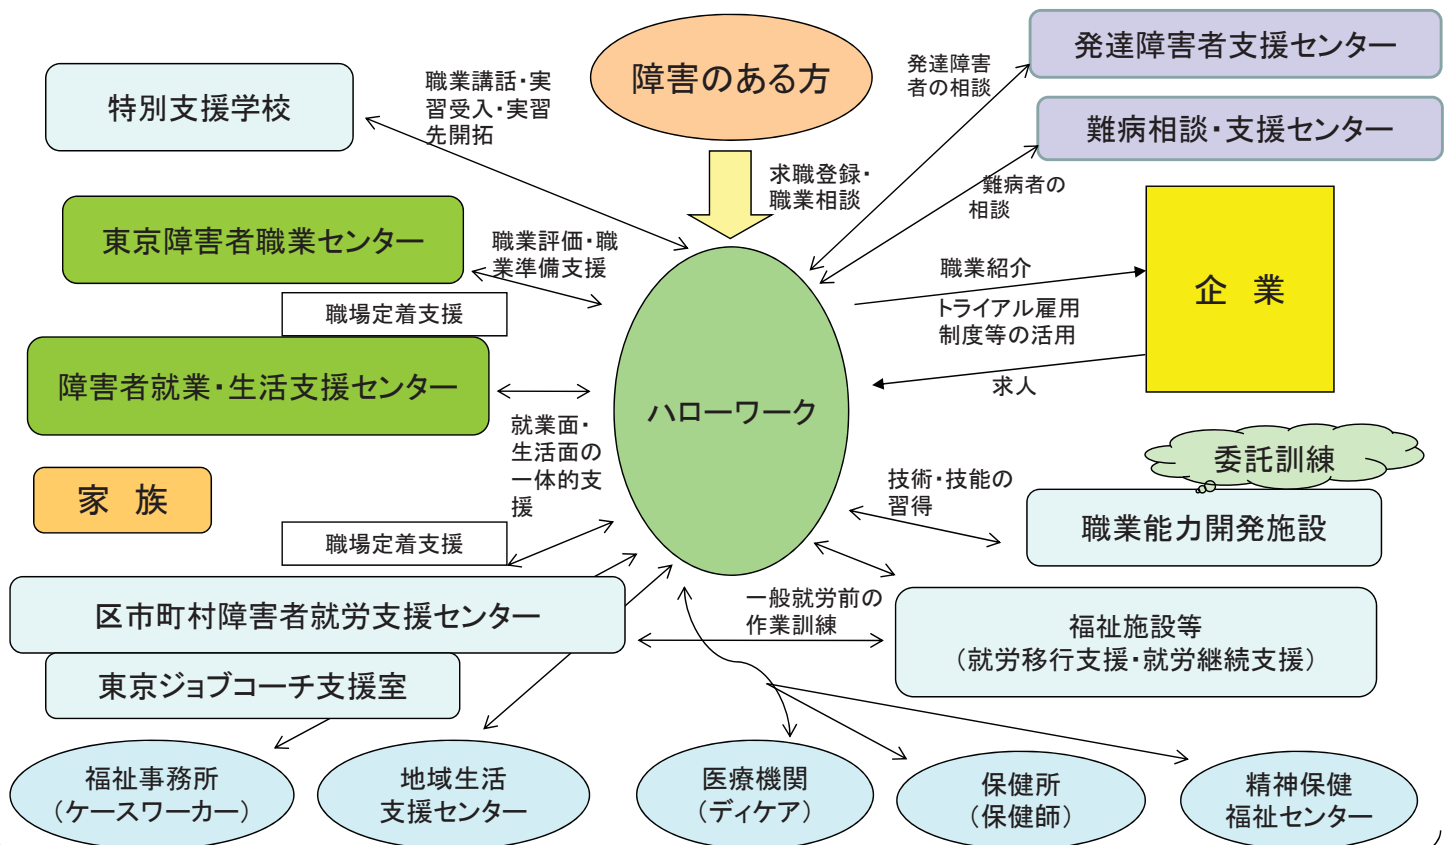 障害のある方
発達障害者支援センター
難病相談・支援センター
特別支援学校
職業講話・実
習受入・実習
先開拓
発達障害
者の相談
求職登録・
職業相談
難病者の
相談
東京障害者職業センター
職業評価・職
業準備支援
職場定着支援
障害者就業・生活支援センター
就業面・
生活面の
一体的支
援
ハローワーク
職業紹介
トライアル雇用
制度等の活用
求人
企　業
家　族
職場定着支援
区市町村障害者就労支援センター
東京ジョブコーチ支援室
技術・技能の
習得
委託訓練
職業能力開発施設
一般就労前の
作業訓練
福祉施設等
（就労移行支援・就労継続支援）
福祉事務所
（ケースワーカー）
地域生活
支援センター
医療機関
（ディケア）
保健所
（保健師）
精神保健
福祉センター